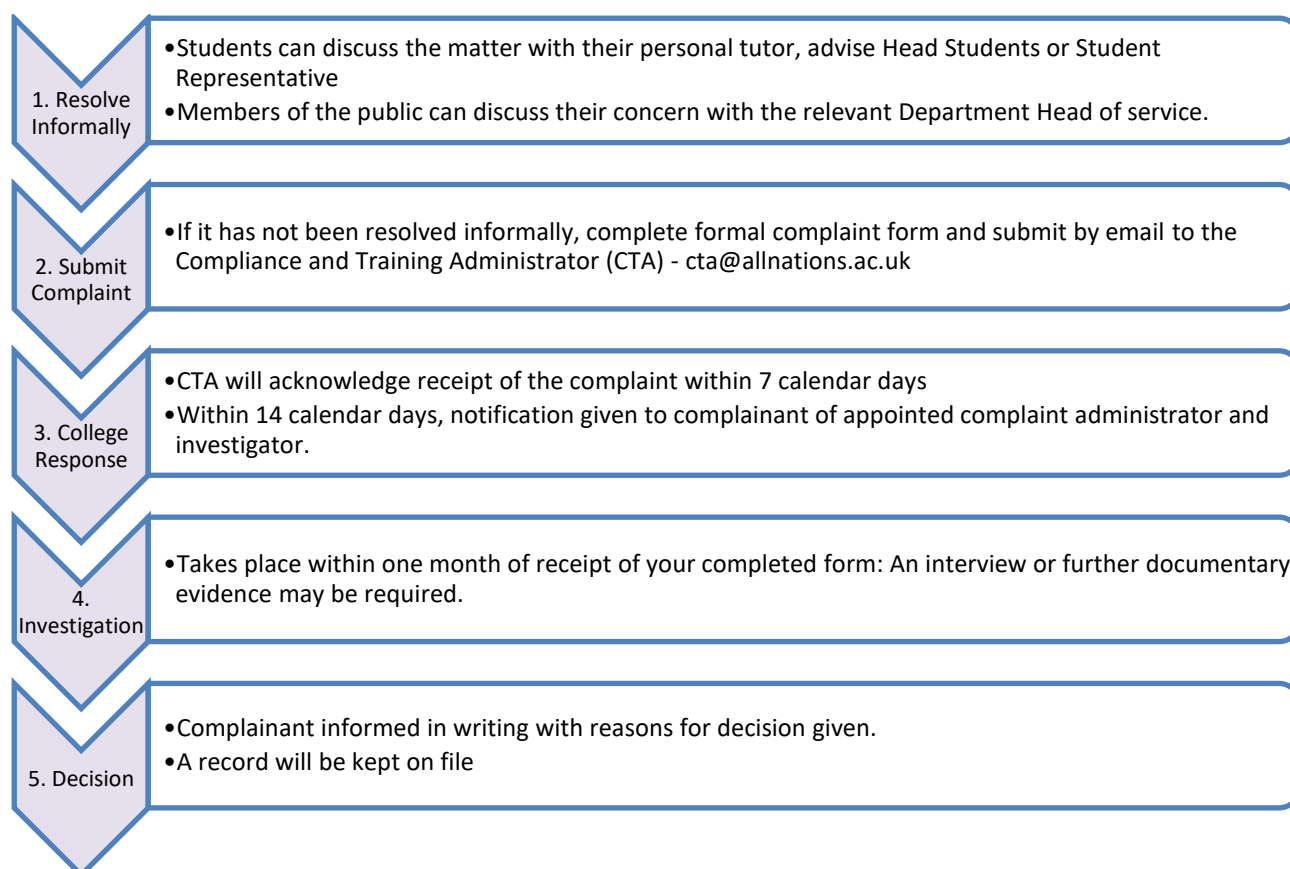 1. Resolve
Informally
•Students can discuss the matter with their personal tutor, advise Head Students or Student
Representative
•Members of the public can discuss their concern with the relevant Department Head of service.
2. Submit
Complaint
•If it has not been resolved informally, complete formal complaint form and submit by email to the
Compliance and Training Administrator (CTA) - cta@allnations.ac.uk
3. College
Response
•CTA will acknowledge receipt of the complaint within 7 calendar days
•Within 14 calendar days, notification given to complainant of appointed complaint administrator and
investigator.
4.
Investigation
•Takes place within one month of receipt of your completed form: An interview or further documentary
evidence may be required.
5. Decision
•Complainant informed in writing with reasons for decision given.
•A record will be kept on file